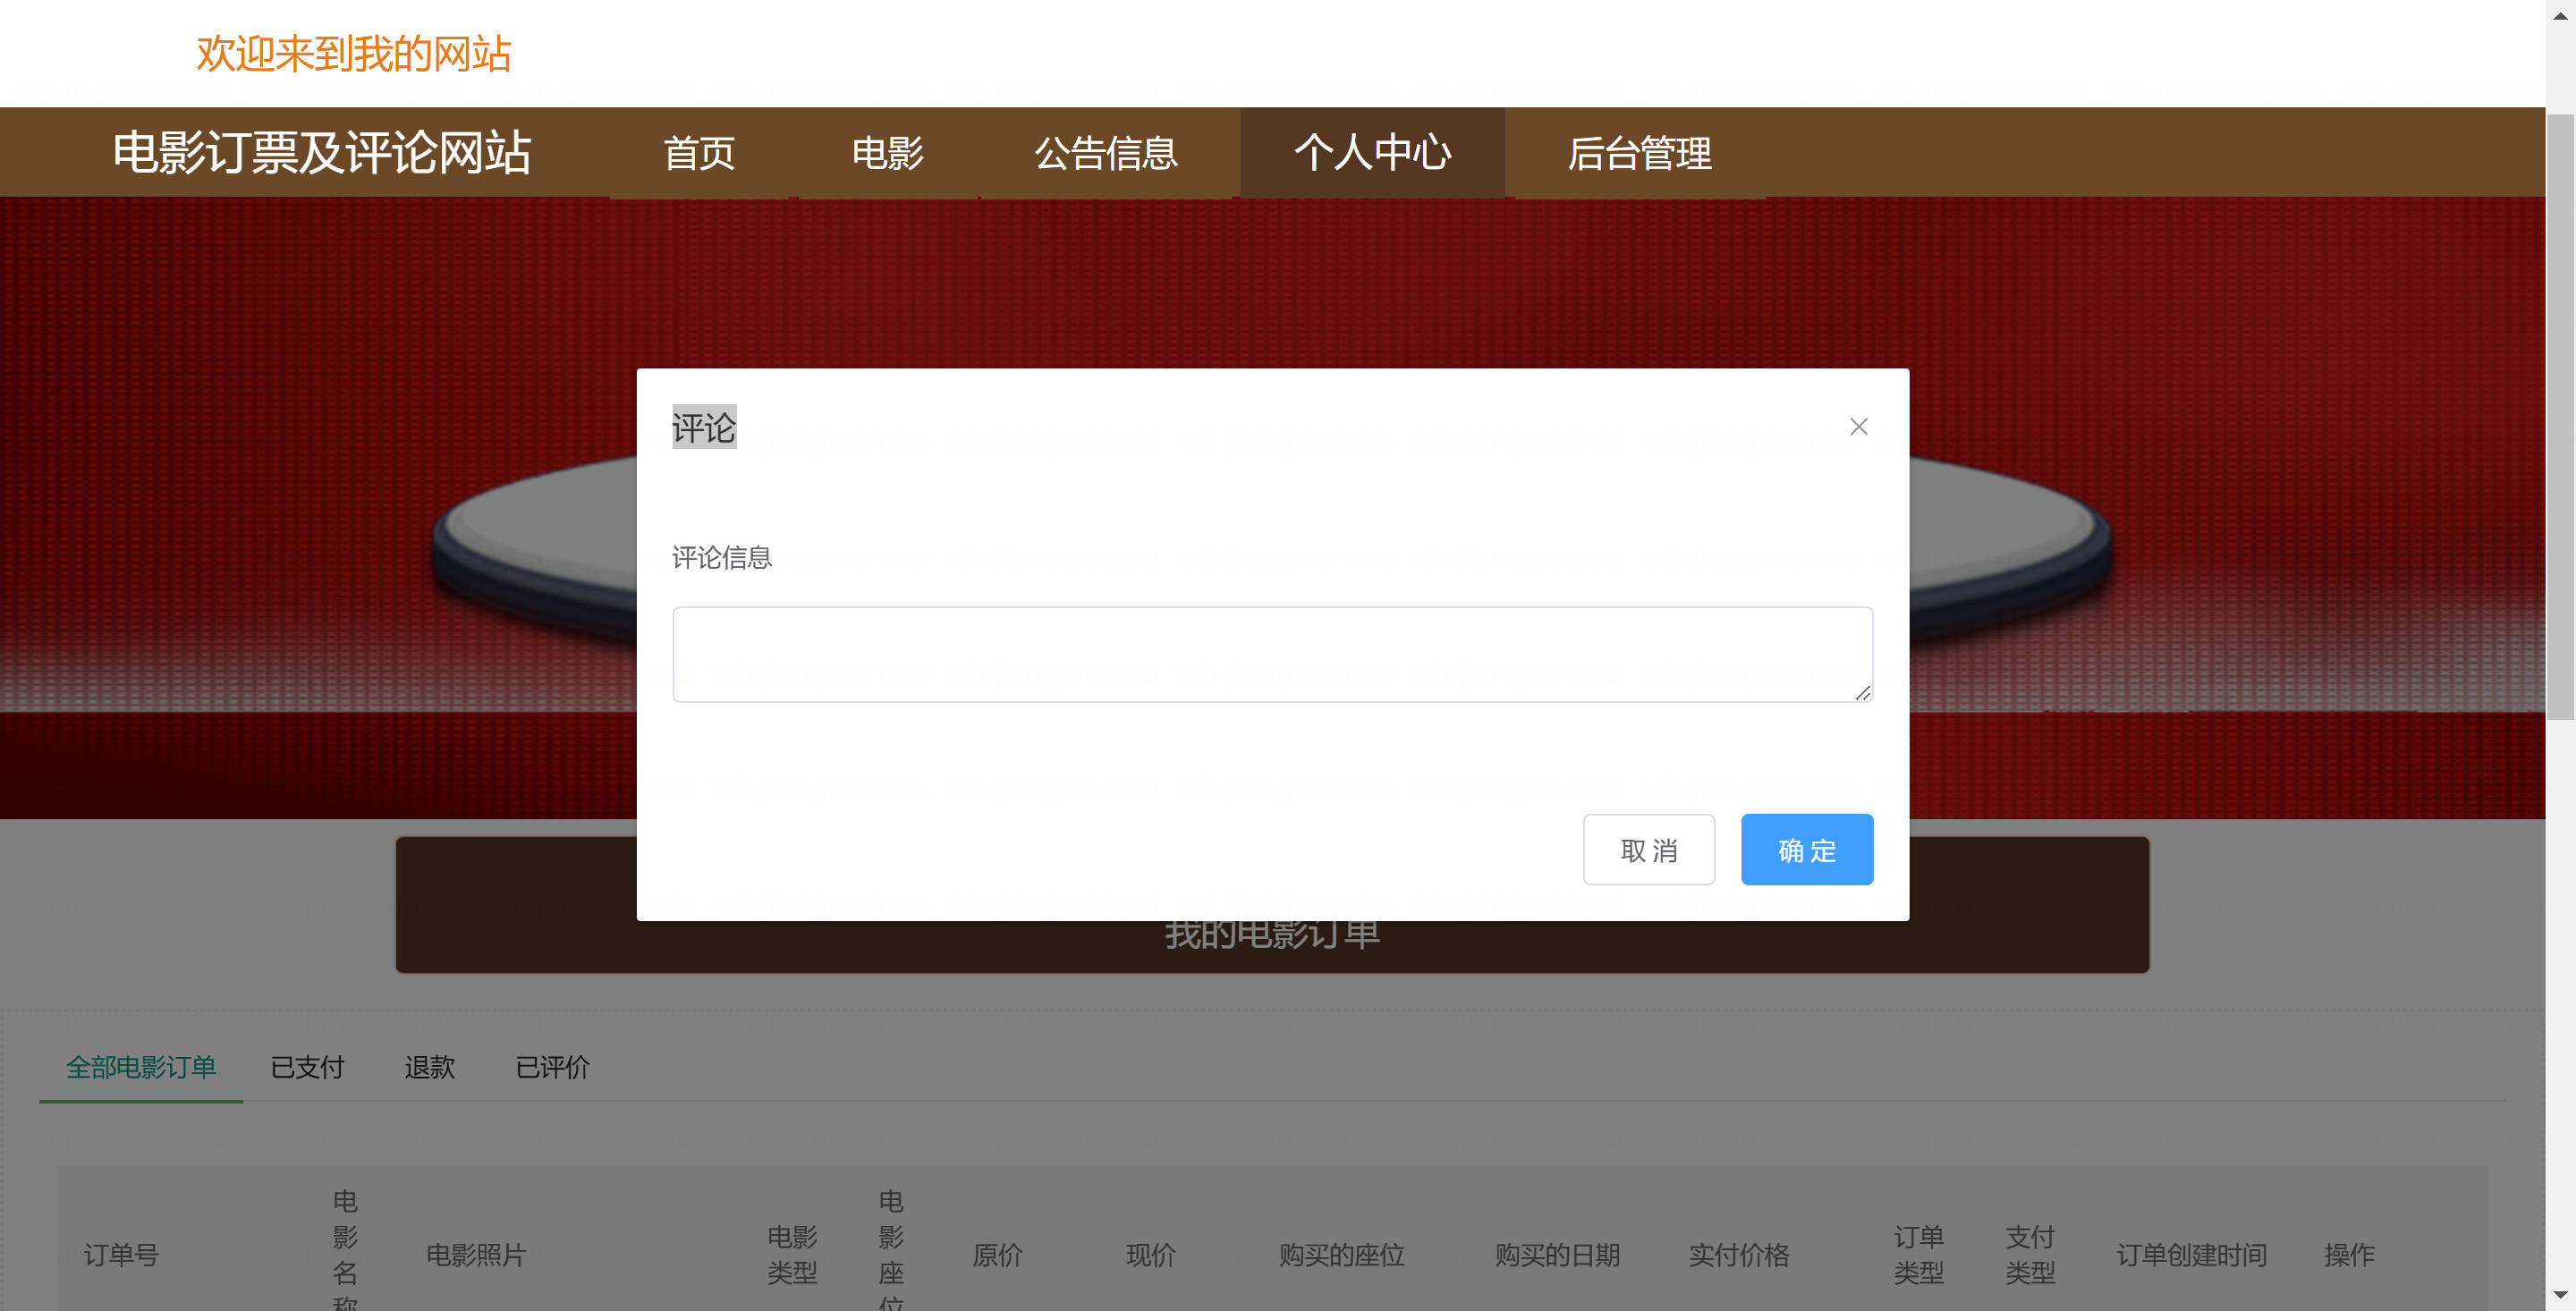 欢迎来到我的网站
电影订票及评论网站 首页 电影 公告信息 个人中心 后台管理
评论
评论信息
取 消 确 定
我的电影订单
全部电影订单 已支付 退款 已评价
订单号 电影名称 电影照片 电影类型 电影座位 原价 现价 购买的座位 购买的日期 实付价格 订单类型 支付类型 订单创建时间 操作